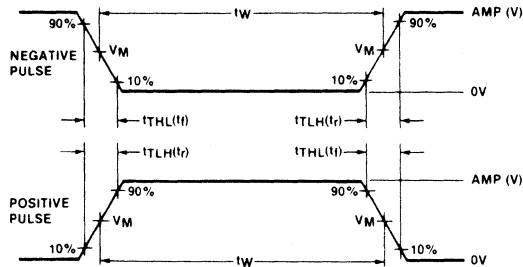 90%
tW
90%
AMP (V)
NEGATIVE
PULSE
VM
VM
10%
10%
0V
tTHL(tf)
tTLH(tr)
tTLH(tr)
tTHL(tf)
90%
90%
AMP (V)
POSITIVE
PULSE
VM
VM
10%
10%
tW
0V